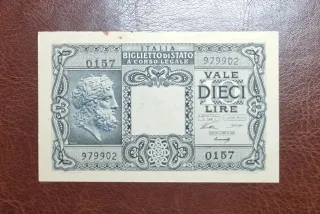 ITALIA
BIGLIETTO DI STATO
A CORSO LEGALE
0157
979902
VALE
DIECI
LIRE
979902
0157